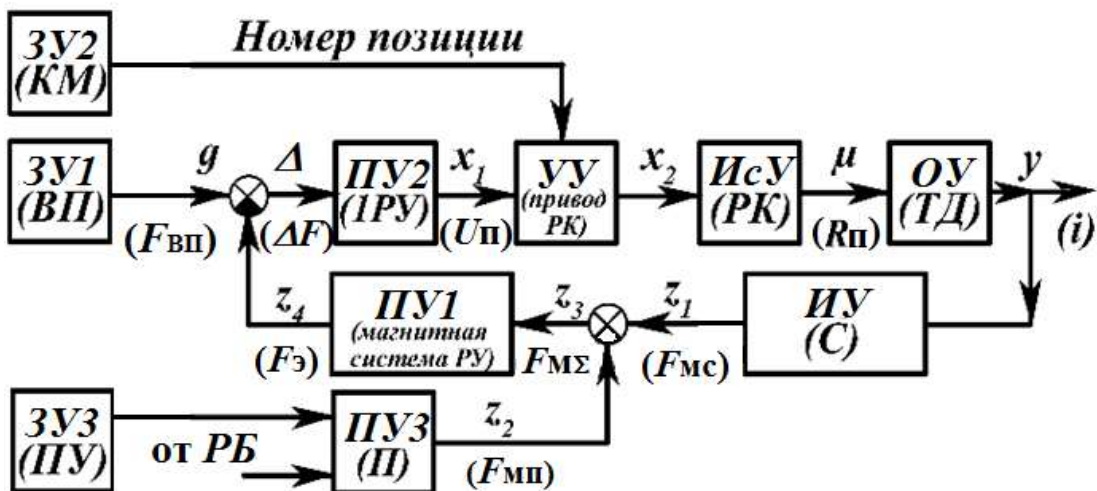 ЗУ2
(КМ)
Номер позиции
ЗУ1
(ВП)
g
(Fвп)
Δ
(ΔF)
ПУ2
(1РУ)
x1
(Uп)
УУ
(привод
РК)
x2
ИсУ
(РК)
μ
(Rп)
ОУ
(ТД)
y
(i)
z4
(Fэ)
ПУ1
(магнитная
система РУ)
z3
FмΣ
z1
(Fмс)
ИУ
(С)
ЗУ3
(ПУ)
от РБ
ПУ3
(П)
z2
(Fмп)